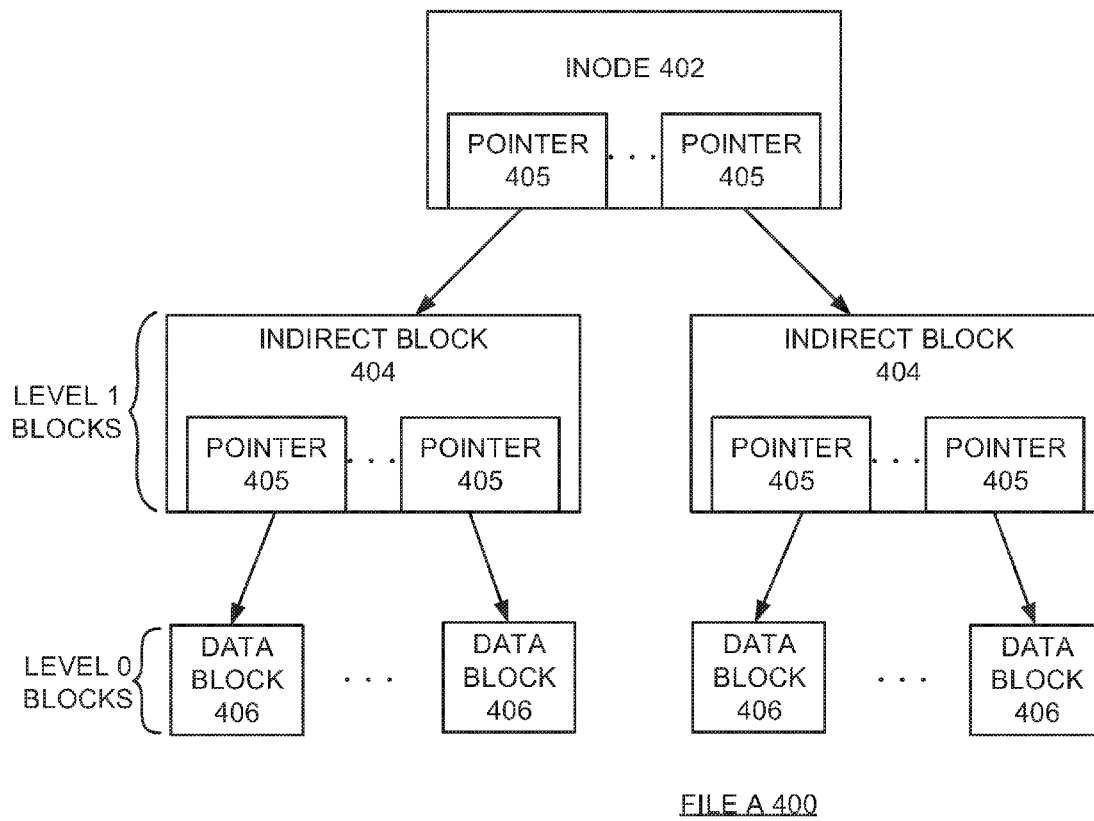 INODE 402
POINTER
405
. . .
POINTER
405
LEVEL 1
BLOCKS
INDIRECT BLOCK
404
POINTER
405
. . .
POINTER
405
INDIRECT BLOCK
404
POINTER
405
. . .
POINTER
405
LEVEL 0
BLOCKS
DATA
BLOCK
406
. . .
DATA
BLOCK
406
DATA
BLOCK
406
. . .
DATA
BLOCK
406
FILE A 400